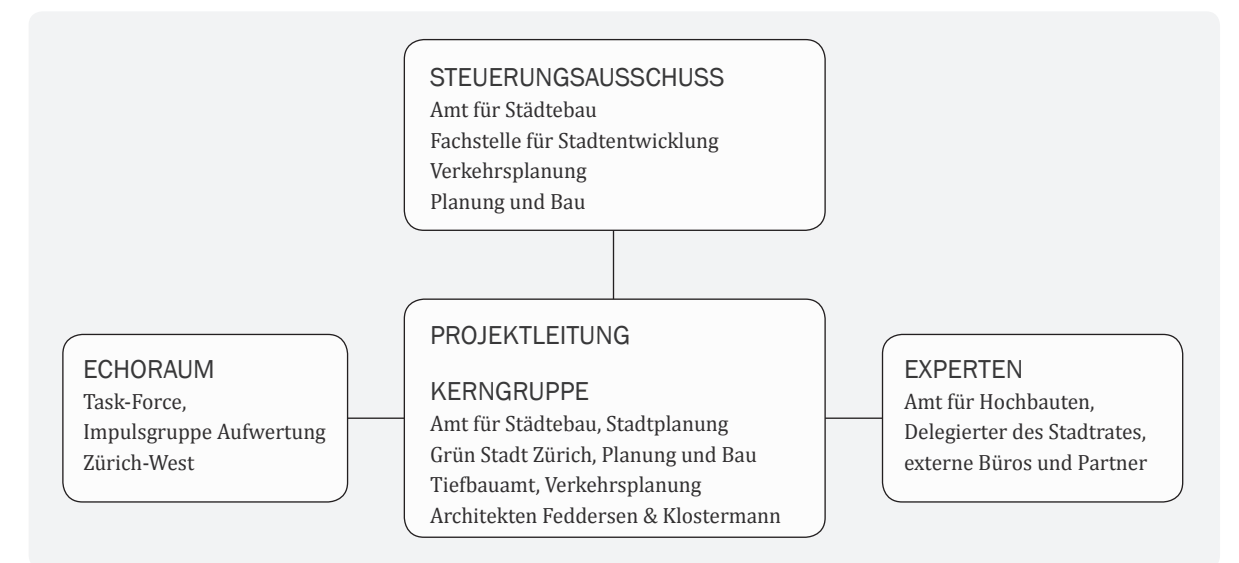 STEUERUNGSAUSSCHUSS
Amt für Städtebau
Fachstelle für Stadtentwicklung
Verkehrsplanung
Planung und Bau
ECHORAUM
Task-Force,
Impulsgruppe Aufwertung
Zürich-West
PROJEKTLEITUNG
KERNGRUPPE
Amt für Städtebau, Stadtplanung
Grün Stadt Zürich, Planung und Bau
Tiefbauamt, Verkehrsplanung
Architekten Feddersen & Klostermann
EXPERTEN
Amt für Hochbauten,
Delegierter des Stadtrates,
externe Büros und Partner